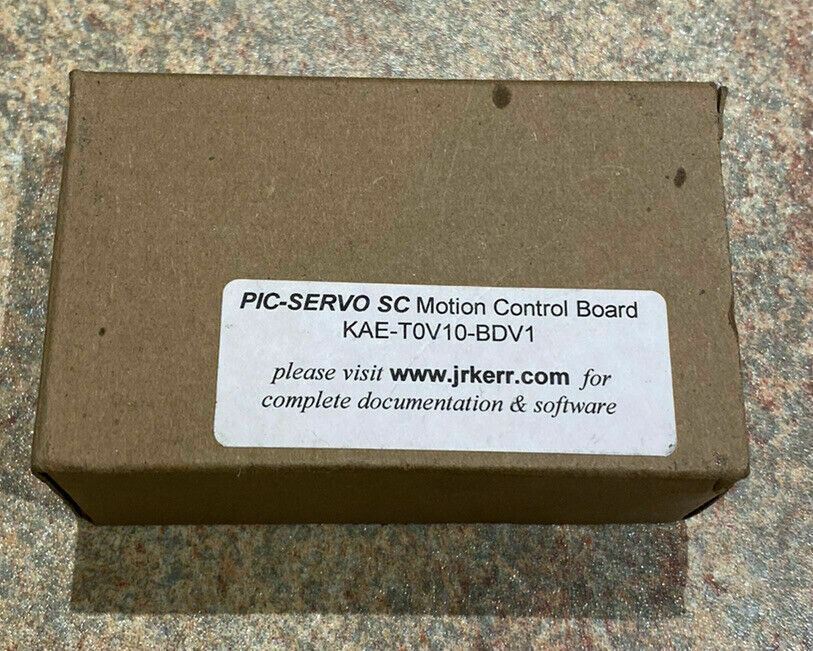 PIC-SERVO SC Motion Control Board
KAE-T0V10-BDV1
please visit www.jrkerr.com for
complete documentation & software